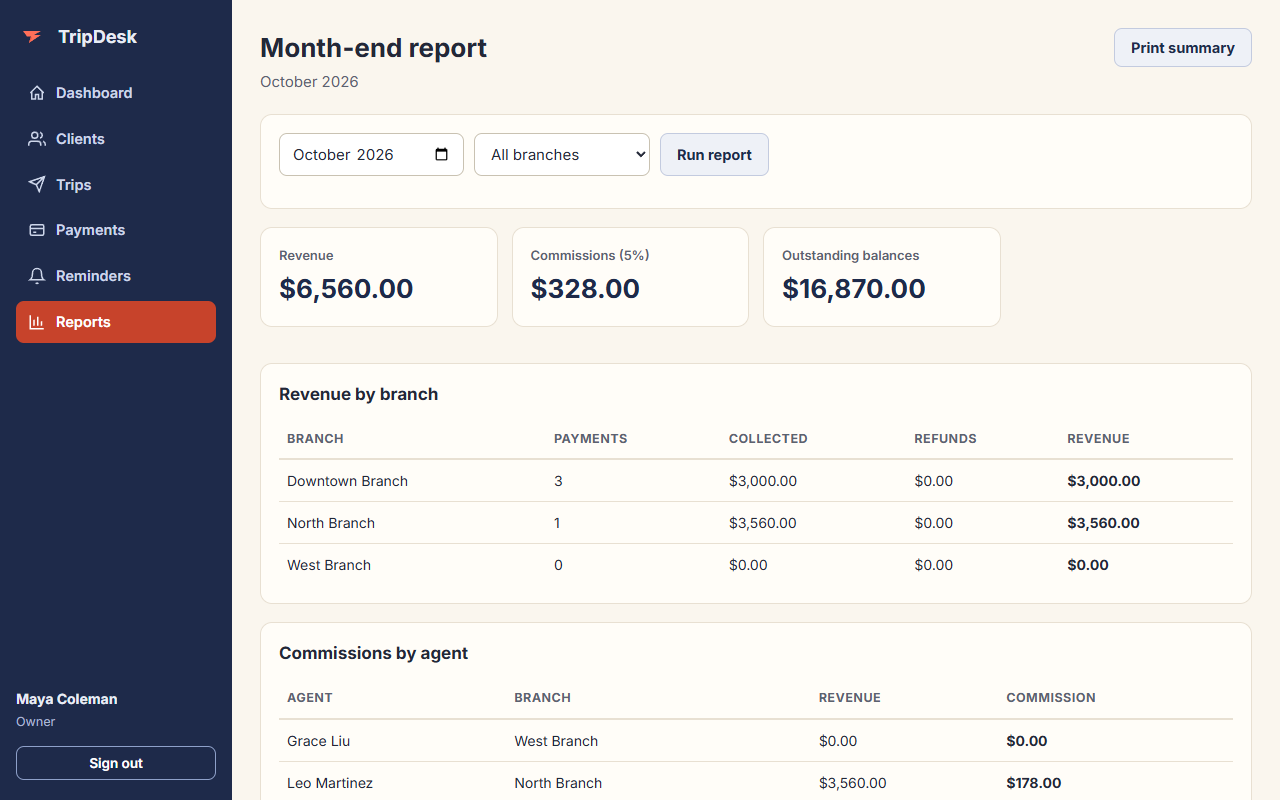 TripDesk
Dashboard
Clients
Trips
Payments
Reminders
Reports
Maya Coleman
Owner
Sign out
Month-end report
October 2026
Print summary
October 2026 All branches Run report
Revenue
$6,560.00
Commissions (5%)
$328.00
Outstanding balances
$16,870.00
Revenue by branch
BRANCH PAYMENTS COLLECTED REFUNDS REVENUE
Downtown Branch 3 $3,000.00 $0.00 $3,000.00
North Branch 1 $3,560.00 $0.00 $3,560.00
West Branch 0 $0.00 $0.00 $0.00
Commissions by agent
AGENT BRANCH REVENUE COMMISSION
Grace Liu West Branch $0.00 $0.00
Leo Martinez North Branch $3,560.00 $178.00